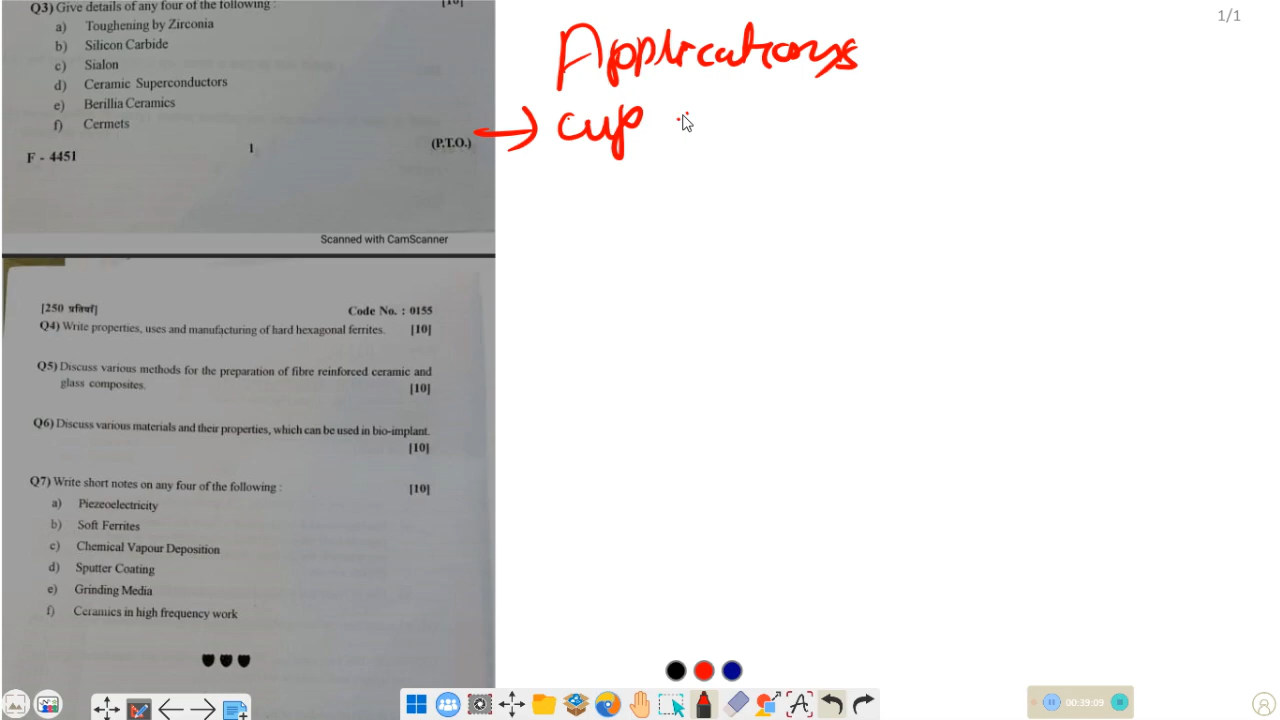 Q3) Give details of any four of the following : [10]
a) Toughening by Zirconia
b) Silicon Carbide
c) Sialon
d) Ceramic Superconductors
e) Berillia Ceramics
f) Cermets
F - 4451 1 (P.T.O.)
Scanned with CamScanner
[250 प्रतियाँ] Code No. : 0155
Q4) Write properties, uses and manufacturing of hard hexagonal ferrites. [10]
Q5) Discuss various methods for the preparation of fibre reinforced ceramic and
glass composites. [10]
Q6) Discuss various materials and their properties, which can be used in bio-implant.
[10]
Q7) Write short notes on any four of the following : [10]
a) Piezeoelectricity
b) Soft Ferrites
c) Chemical Vapour Deposition
d) Sputter Coating
e) Grinding Media
f) Ceramics in high frequency work
Applications
cup
1/1
00:39:09